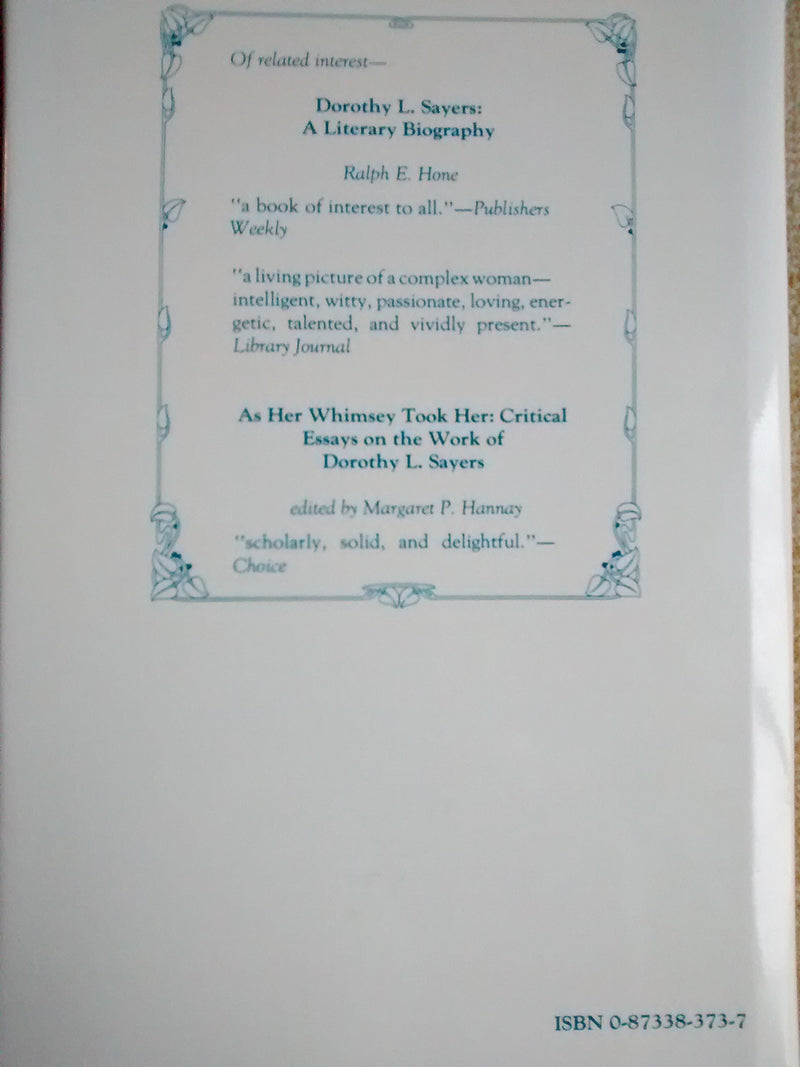 Of related interest—
Dorothy L. Sayers:
A Literary Biography
Ralph E. Hone
"a book of interest to all."—Publishers
Weekly
"a living picture of a complex woman—
intelligent, witty, passionate, loving, ener-
getic, talented, and vividly present."—
Library Journal
As Her Whimsey Took Her: Critical
Essays on the Work of
Dorothy L. Sayers
edited by Margaret P. Hannay
"scholarly, solid, and delightful."—
Choice
ISBN 0-87338-373-7